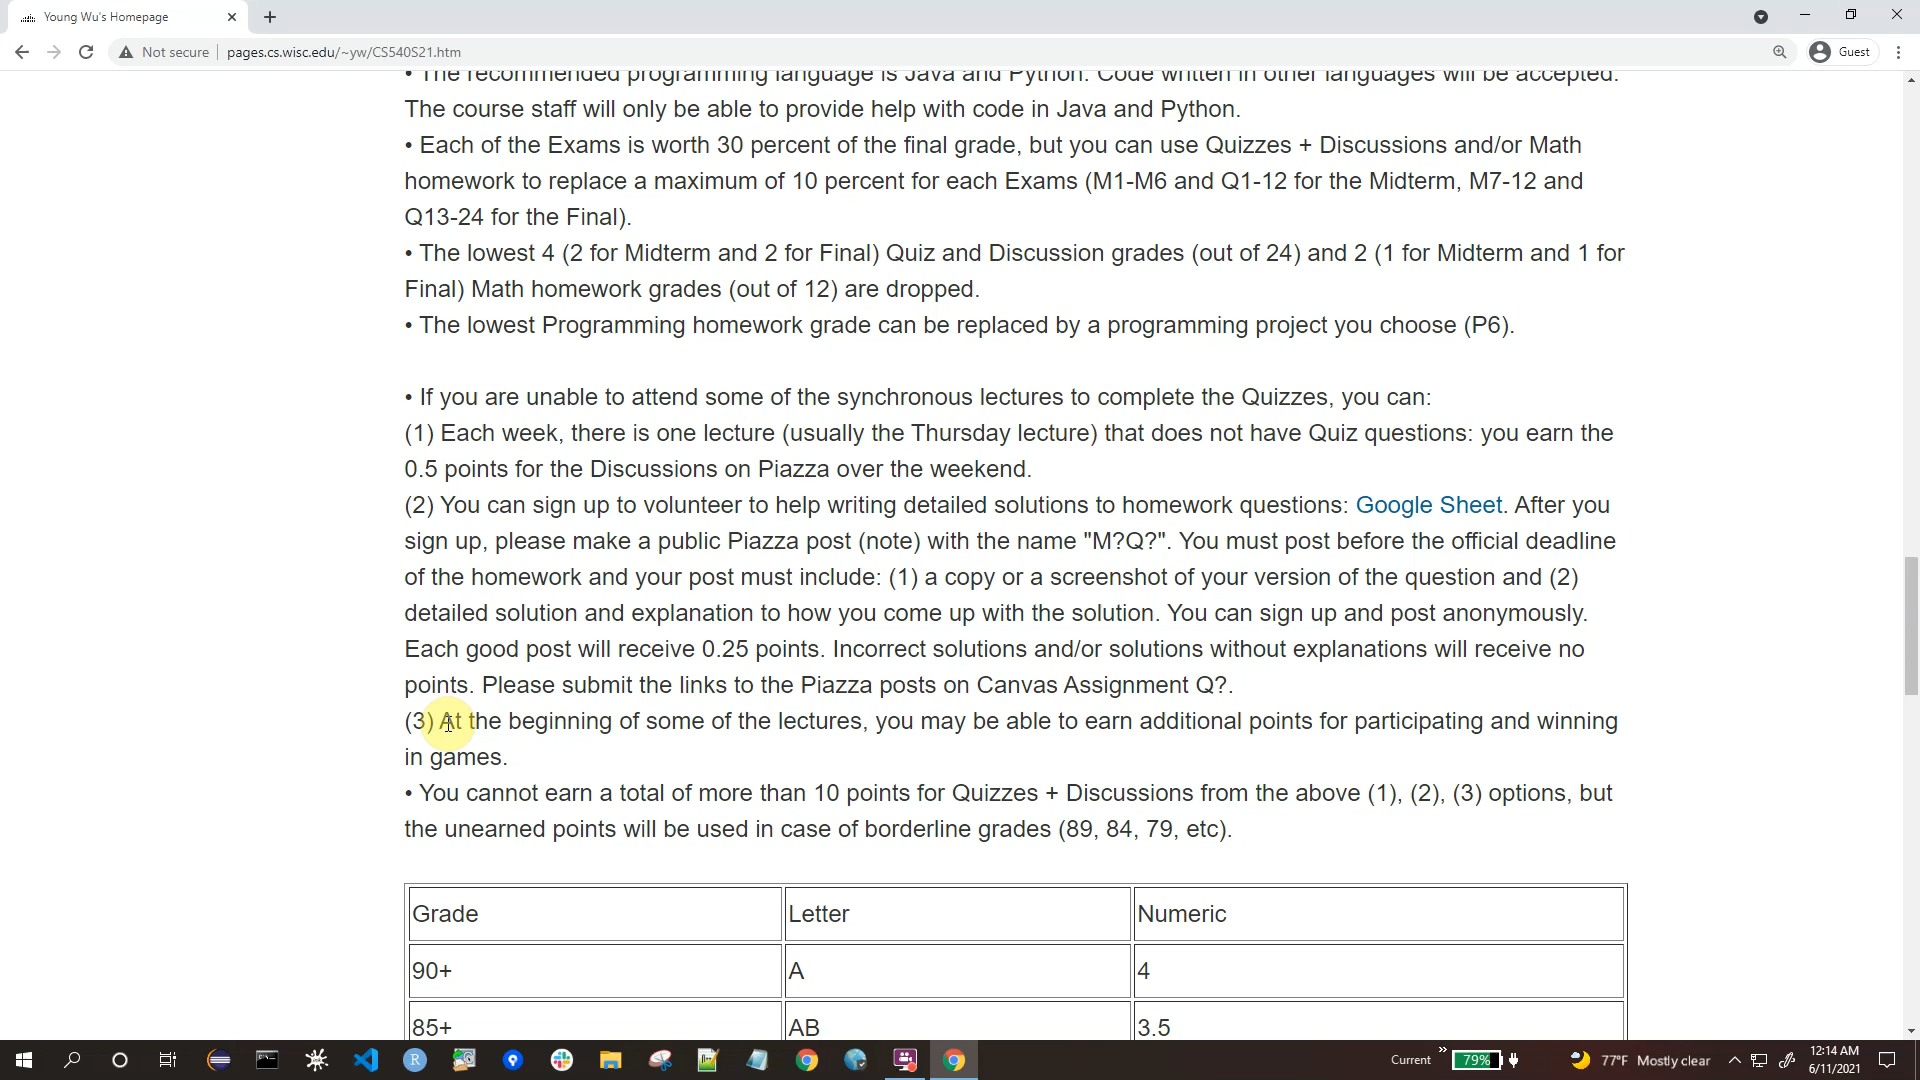 Young Wu's Homepage
Not secure
pages.cs.wisc.edu/~yw/CS540S21.htm
Guest
• The recommended programming language is Java and Python. Code written in other languages will be accepted.
The course staff will only be able to provide help with code in Java and Python.
• Each of the Exams is worth 30 percent of the final grade, but you can use Quizzes + Discussions and/or Math
homework to replace a maximum of 10 percent for each Exams (M1-M6 and Q1-12 for the Midterm, M7-12 and
Q13-24 for the Final).
• The lowest 4 (2 for Midterm and 2 for Final) Quiz and Discussion grades (out of 24) and 2 (1 for Midterm and 1 for
Final) Math homework grades (out of 12) are dropped.
• The lowest Programming homework grade can be replaced by a programming project you choose (P6).
• If you are unable to attend some of the synchronous lectures to complete the Quizzes, you can:
(1) Each week, there is one lecture (usually the Thursday lecture) that does not have Quiz questions: you earn the
0.5 points for the Discussions on Piazza over the weekend.
(2) You can sign up to volunteer to help writing detailed solutions to homework questions: Google Sheet. After you
sign up, please make a public Piazza post (note) with the name "M?Q?". You must post before the official deadline
of the homework and your post must include: (1) a copy or a screenshot of your version of the question and (2)
detailed solution and explanation to how you come up with the solution. You can sign up and post anonymously.
Each good post will receive 0.25 points. Incorrect solutions and/or solutions without explanations will receive no
points. Please submit the links to the Piazza posts on Canvas Assignment Q?.
(3) At the beginning of some of the lectures, you may be able to earn additional points for participating and winning
in games.
• You cannot earn a total of more than 10 points for Quizzes + Discussions from the above (1), (2), (3) options, but
the unearned points will be used in case of borderline grades (89, 84, 79, etc).
Grade Letter Numeric
90+ A 4
85+ AB 3.5
Current
79%
77°F Mostly clear
12:14 AM
6/11/2021